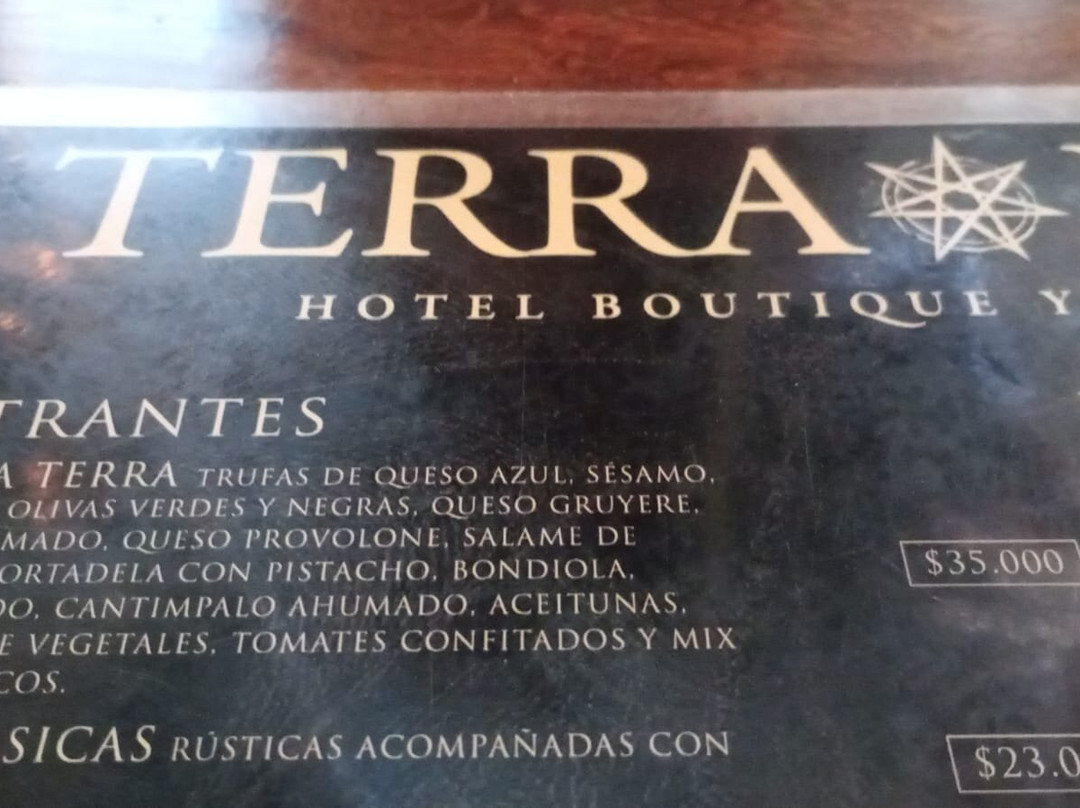 TERRA
HOTEL BOUTIQUE Y
TRANTES
A TERRA TRUFAS DE QUESO AZUL, SÉSAMO,
OLIVAS VERDES Y NEGRAS, QUESO GRUYERE,
MADO, QUESO PROVOLONE, SALAME DE
ORTADELA CON PISTACHO, BONDIOLA,
$35.000
DO, CANTIMPALO AHUMADO, ACEITUNAS,
E VEGETALES, TOMATES CONFITADOS Y MIX
COS.
SICAS RÚSTICAS ACOMPAÑADAS CON
$23.0